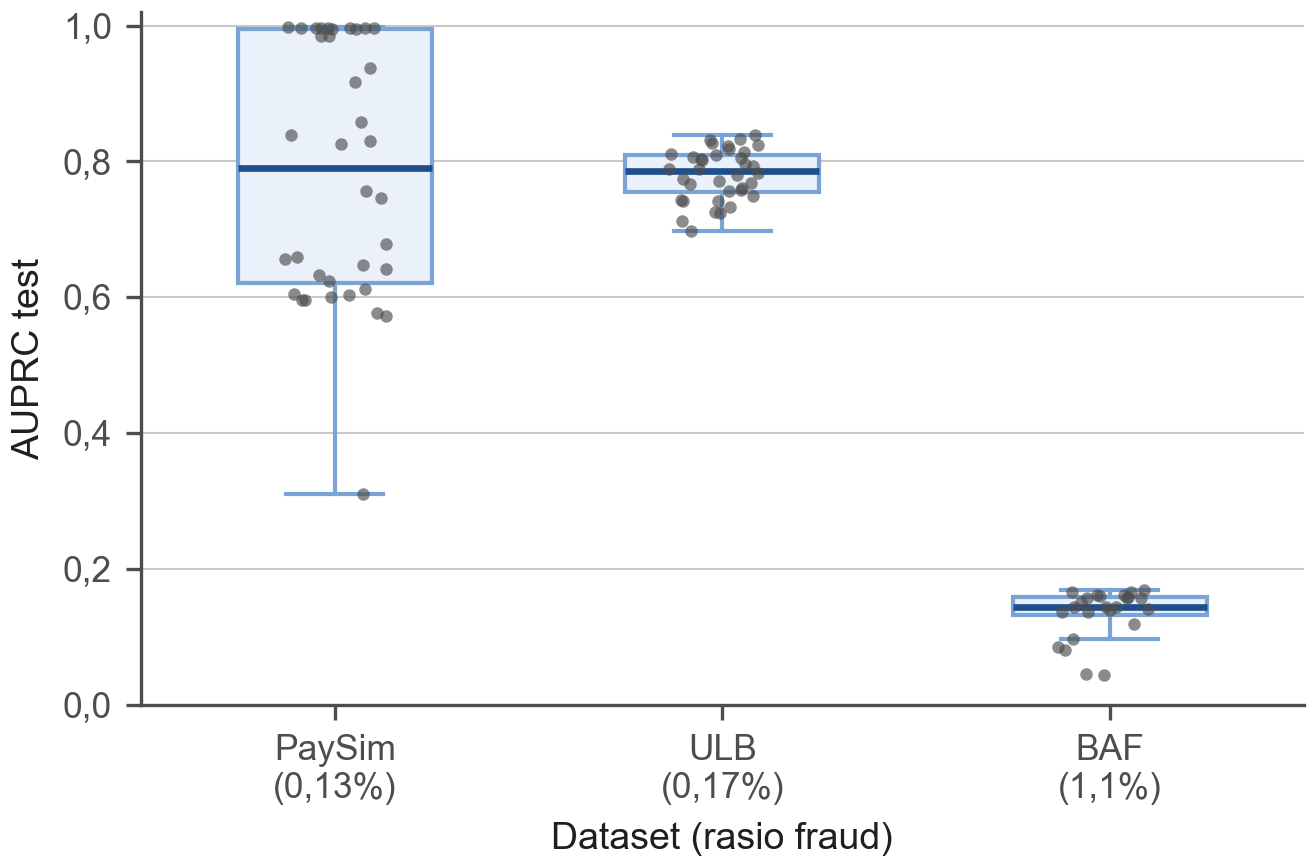 1,0
0,8
0,6
0,4
0,2
0,0
AUPRC test
PaySim
(0,13%)
ULB
(0,17%)
BAF
(1,1%)
Dataset (rasio fraud)